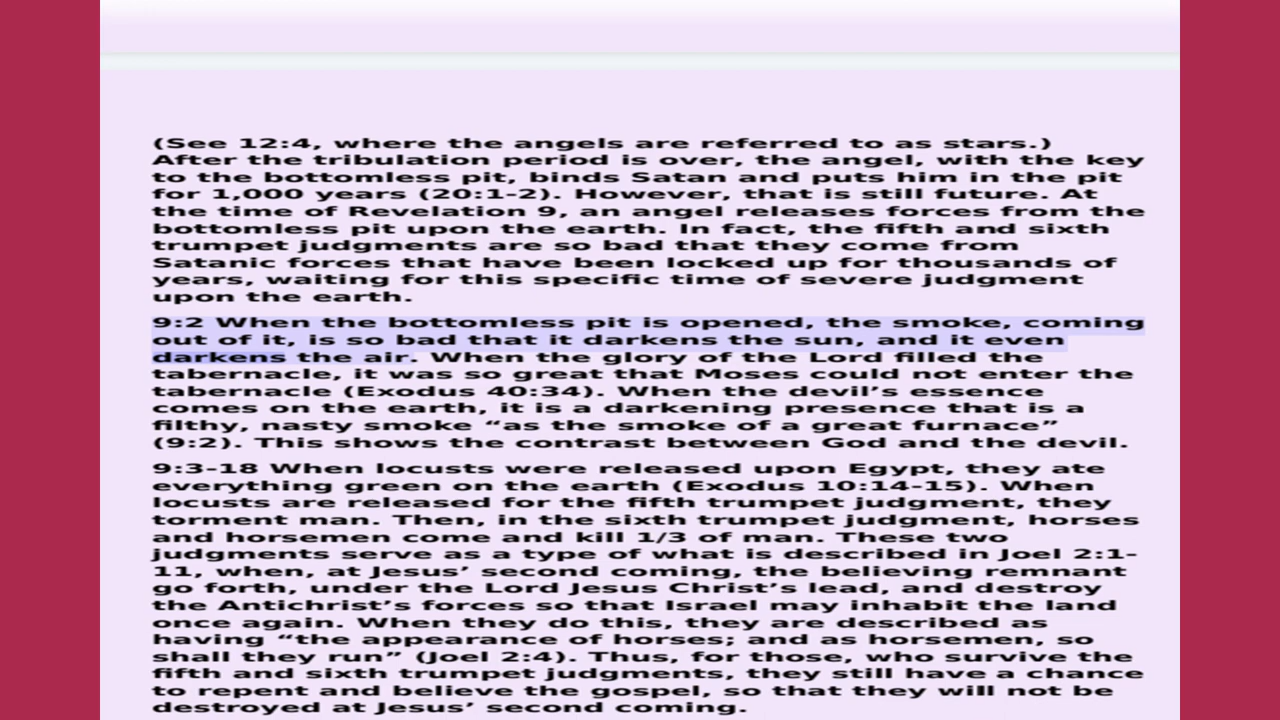 (See 12:4, where the angels are referred to as stars.)
After the tribulation period is over, the angel, with the key
to the bottomless pit, binds Satan and puts him in the pit
for 1,000 years (20:1-2). However, that is still future. At
the time of Revelation 9, an angel releases forces from the
bottomless pit upon the earth. In fact, the fifth and sixth
trumpet judgments are so bad that they come from
Satanic forces that have been locked up for thousands of
years, waiting for this specific time of severe judgment
upon the earth.
9:2 When the bottomless pit is opened, the smoke, coming
out of it, is so bad that it darkens the sun, and it even
darkens the air. When the glory of the Lord filled the
tabernacle, it was so great that Moses could not enter the
tabernacle (Exodus 40:34). When the devil’s essence
comes on the earth, it is a darkening presence that is a
filthy, nasty smoke “as the smoke of a great furnace”
(9:2). This shows the contrast between God and the devil.
9:3-18 When locusts were released upon Egypt, they ate
everything green on the earth (Exodus 10:14-15). When
locusts are released for the fifth trumpet judgment, they
torment man. Then, in the sixth trumpet judgment, horses
and horsemen come and kill 1/3 of man. These two
judgments serve as a type of what is described in Joel 2:1-
11, when, at Jesus’ second coming, the believing remnant
go forth, under the Lord Jesus Christ’s lead, and destroy
the Antichrist’s forces so that Israel may inhabit the land
once again. When they do this, they are described as
having “the appearance of horses; and as horsemen, so
shall they run” (Joel 2:4). Thus, for those, who survive the
fifth and sixth trumpet judgments, they still have a chance
to repent and believe the gospel, so that they will not be
destroyed at Jesus’ second coming.